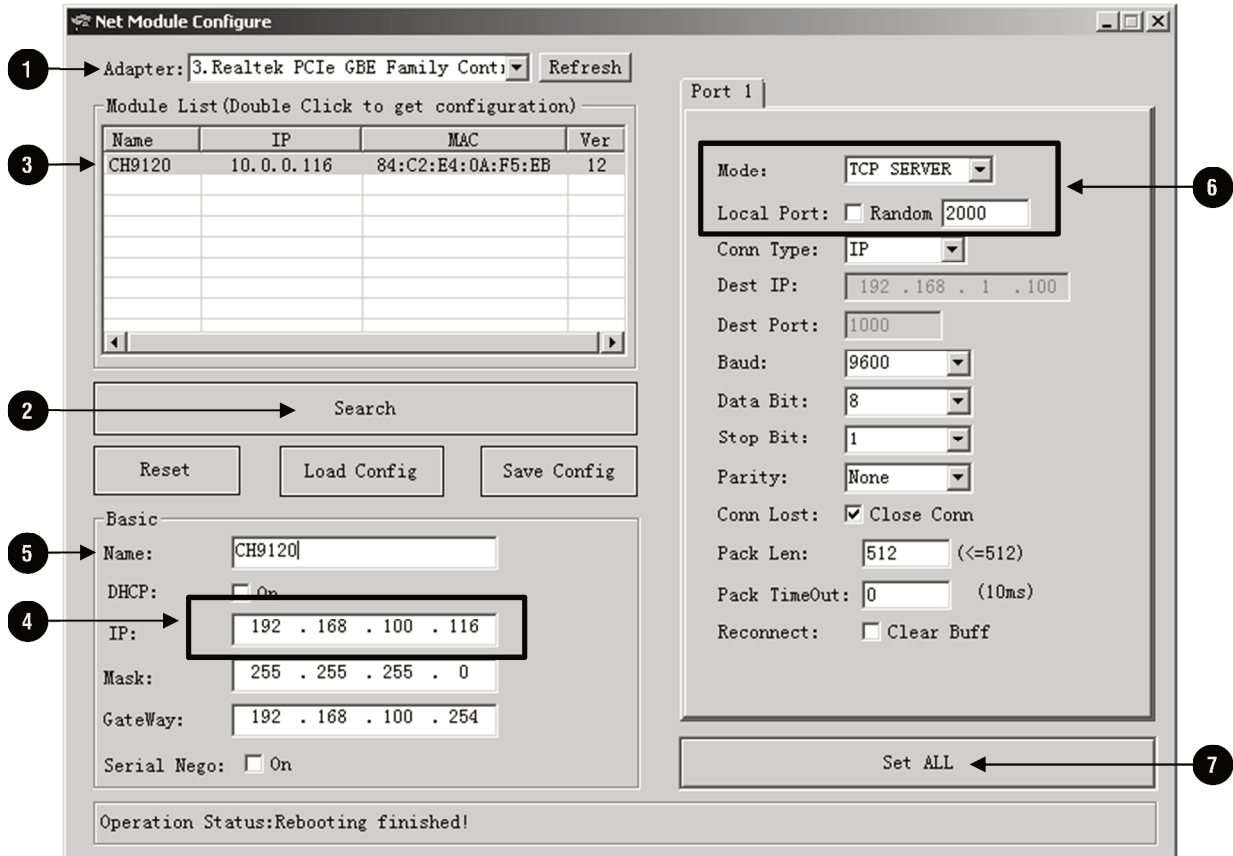 Net Module Configure
1
Adapter: 3.Realtek PCIe GBE Family Cont Refresh
Module List(Double Click to get configuration)
Name IP MAC Ver
3
CH9120 10.0.0.116 84:C2:E4:0A:F5:EB 12
2
Search
Reset Load Config Save Config
Basic
5
Name: CH9120
DHCP: On
4
IP: 192 . 168 . 100 . 116
Mask: 255 . 255 . 255 . 0
GateWay: 192 . 168 . 100 . 254
Serial Nego: On
Port 1
Mode: TCP SERVER
6
Local Port: Random 2000
Conn Type: IP
Dest IP: 192 . 168 . 1 . 100
Dest Port: 1000
Baud: 9600
Data Bit: 8
Stop Bit: 1
Parity: None
Conn Lost: Close Conn
Pack Len: 512 (<=512)
Pack TimeOut: 0 (10ms)
Reconnect: Clear Buff
Set ALL
7
Operation Status:Rebooting finished!